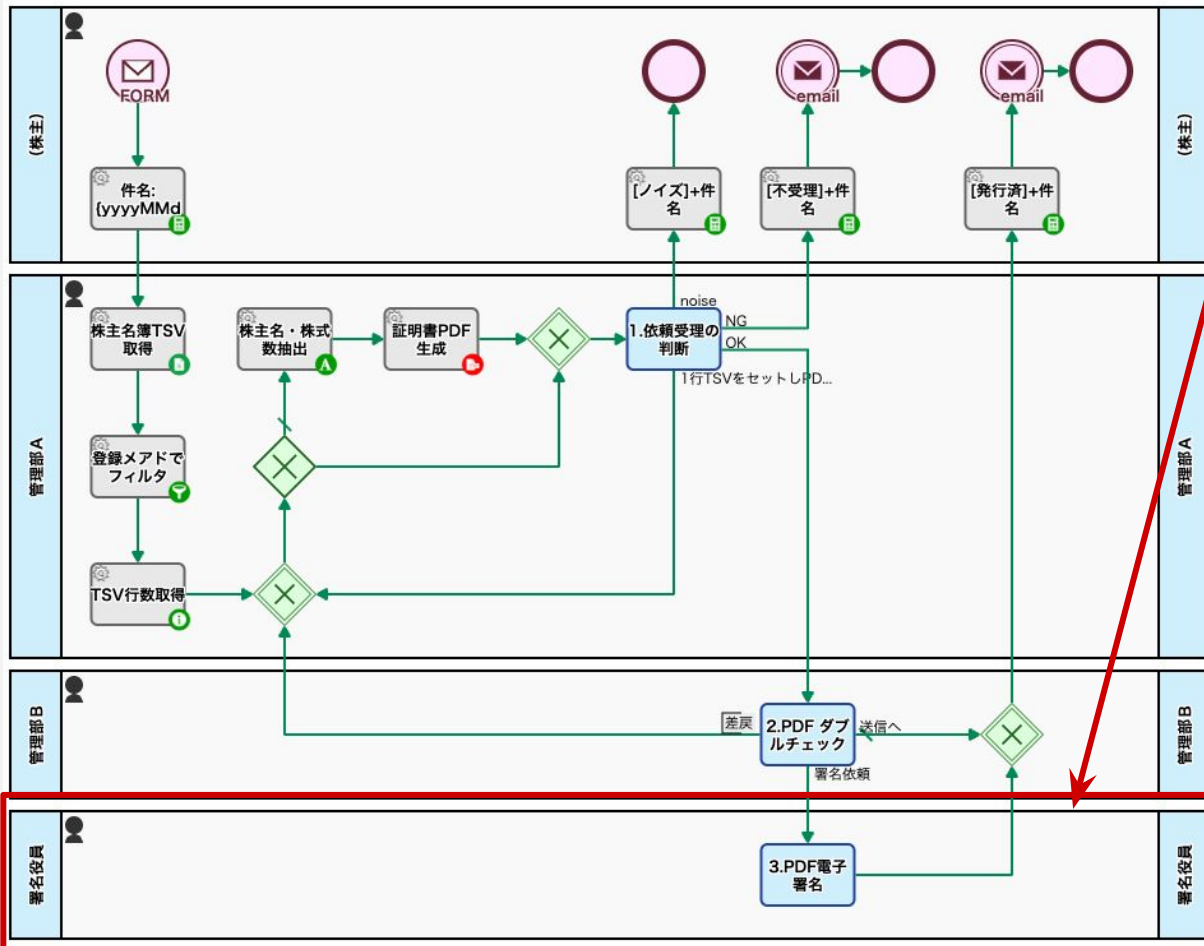 (株主)
FORM
email
email
(株主)
件名:
{yyyyMMd
[ノイズ]+件
名
[不受理]+件
名
[発行済]+件
名
管理部A
株主名簿TSV
取得
株主名・株式
数抽出
証明書PDF
生成
noise
1.依頼受理の
判断
NG
OK
1行TSVをセットしPD...
管理部A
登録メアドで
フィルタ
TSV行数取得
管理部B
差戻
2.PDF ダブ
ルチェック
送信へ
署名依頼
管理部B
署名役員
3.PDF電子
署名
署名役員